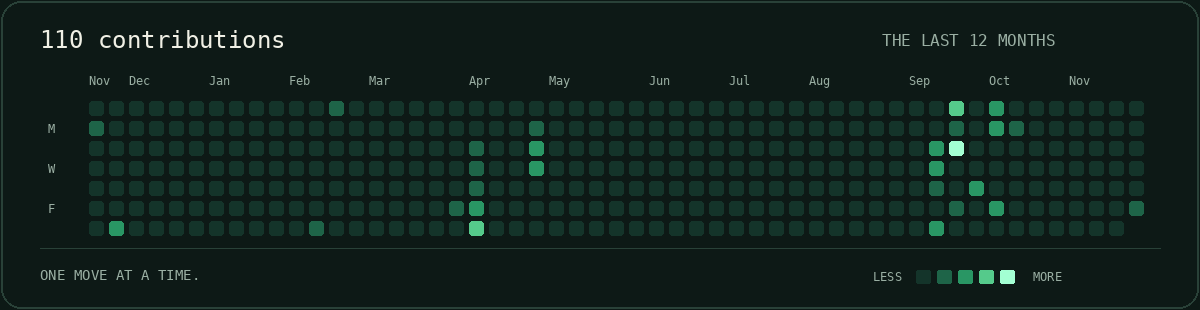 110 contributions
THE LAST 12 MONTHS
Nov Dec Jan Feb Mar Apr May Jun Jul Aug Sep Oct Nov
M
W
F
ONE MOVE AT A TIME.
LESS MORE